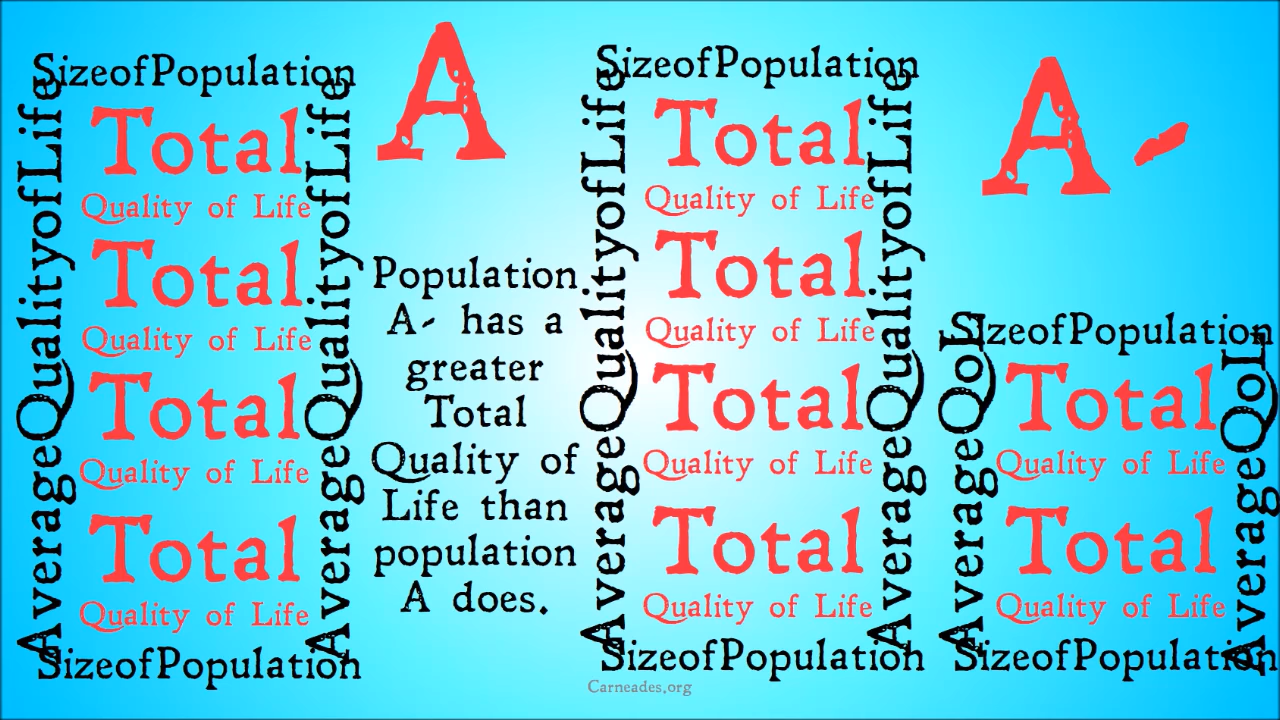 SizeofPopulation
AverageQualityofLife
Total
Quality of Life
Total
Quality of Life
Total
Quality of Life
Total
Quality of Life
AverageQualityofLife
SizeofPopulation
A
Population
A- has a
greater
Total
Quality of
Life than
population
A does.
SizeofPopulation
AverageQualityofLife
Total
Quality of Life
Total
Quality of Life
Total
Quality of Life
Total
Quality of Life
AverageQualityofLife
SizeofPopulation
A-
SizeofPopulation
AverageQoL
Total
Quality of Life
Total
Quality of Life
AverageQoL
SizeofPopulation
Carneades.org